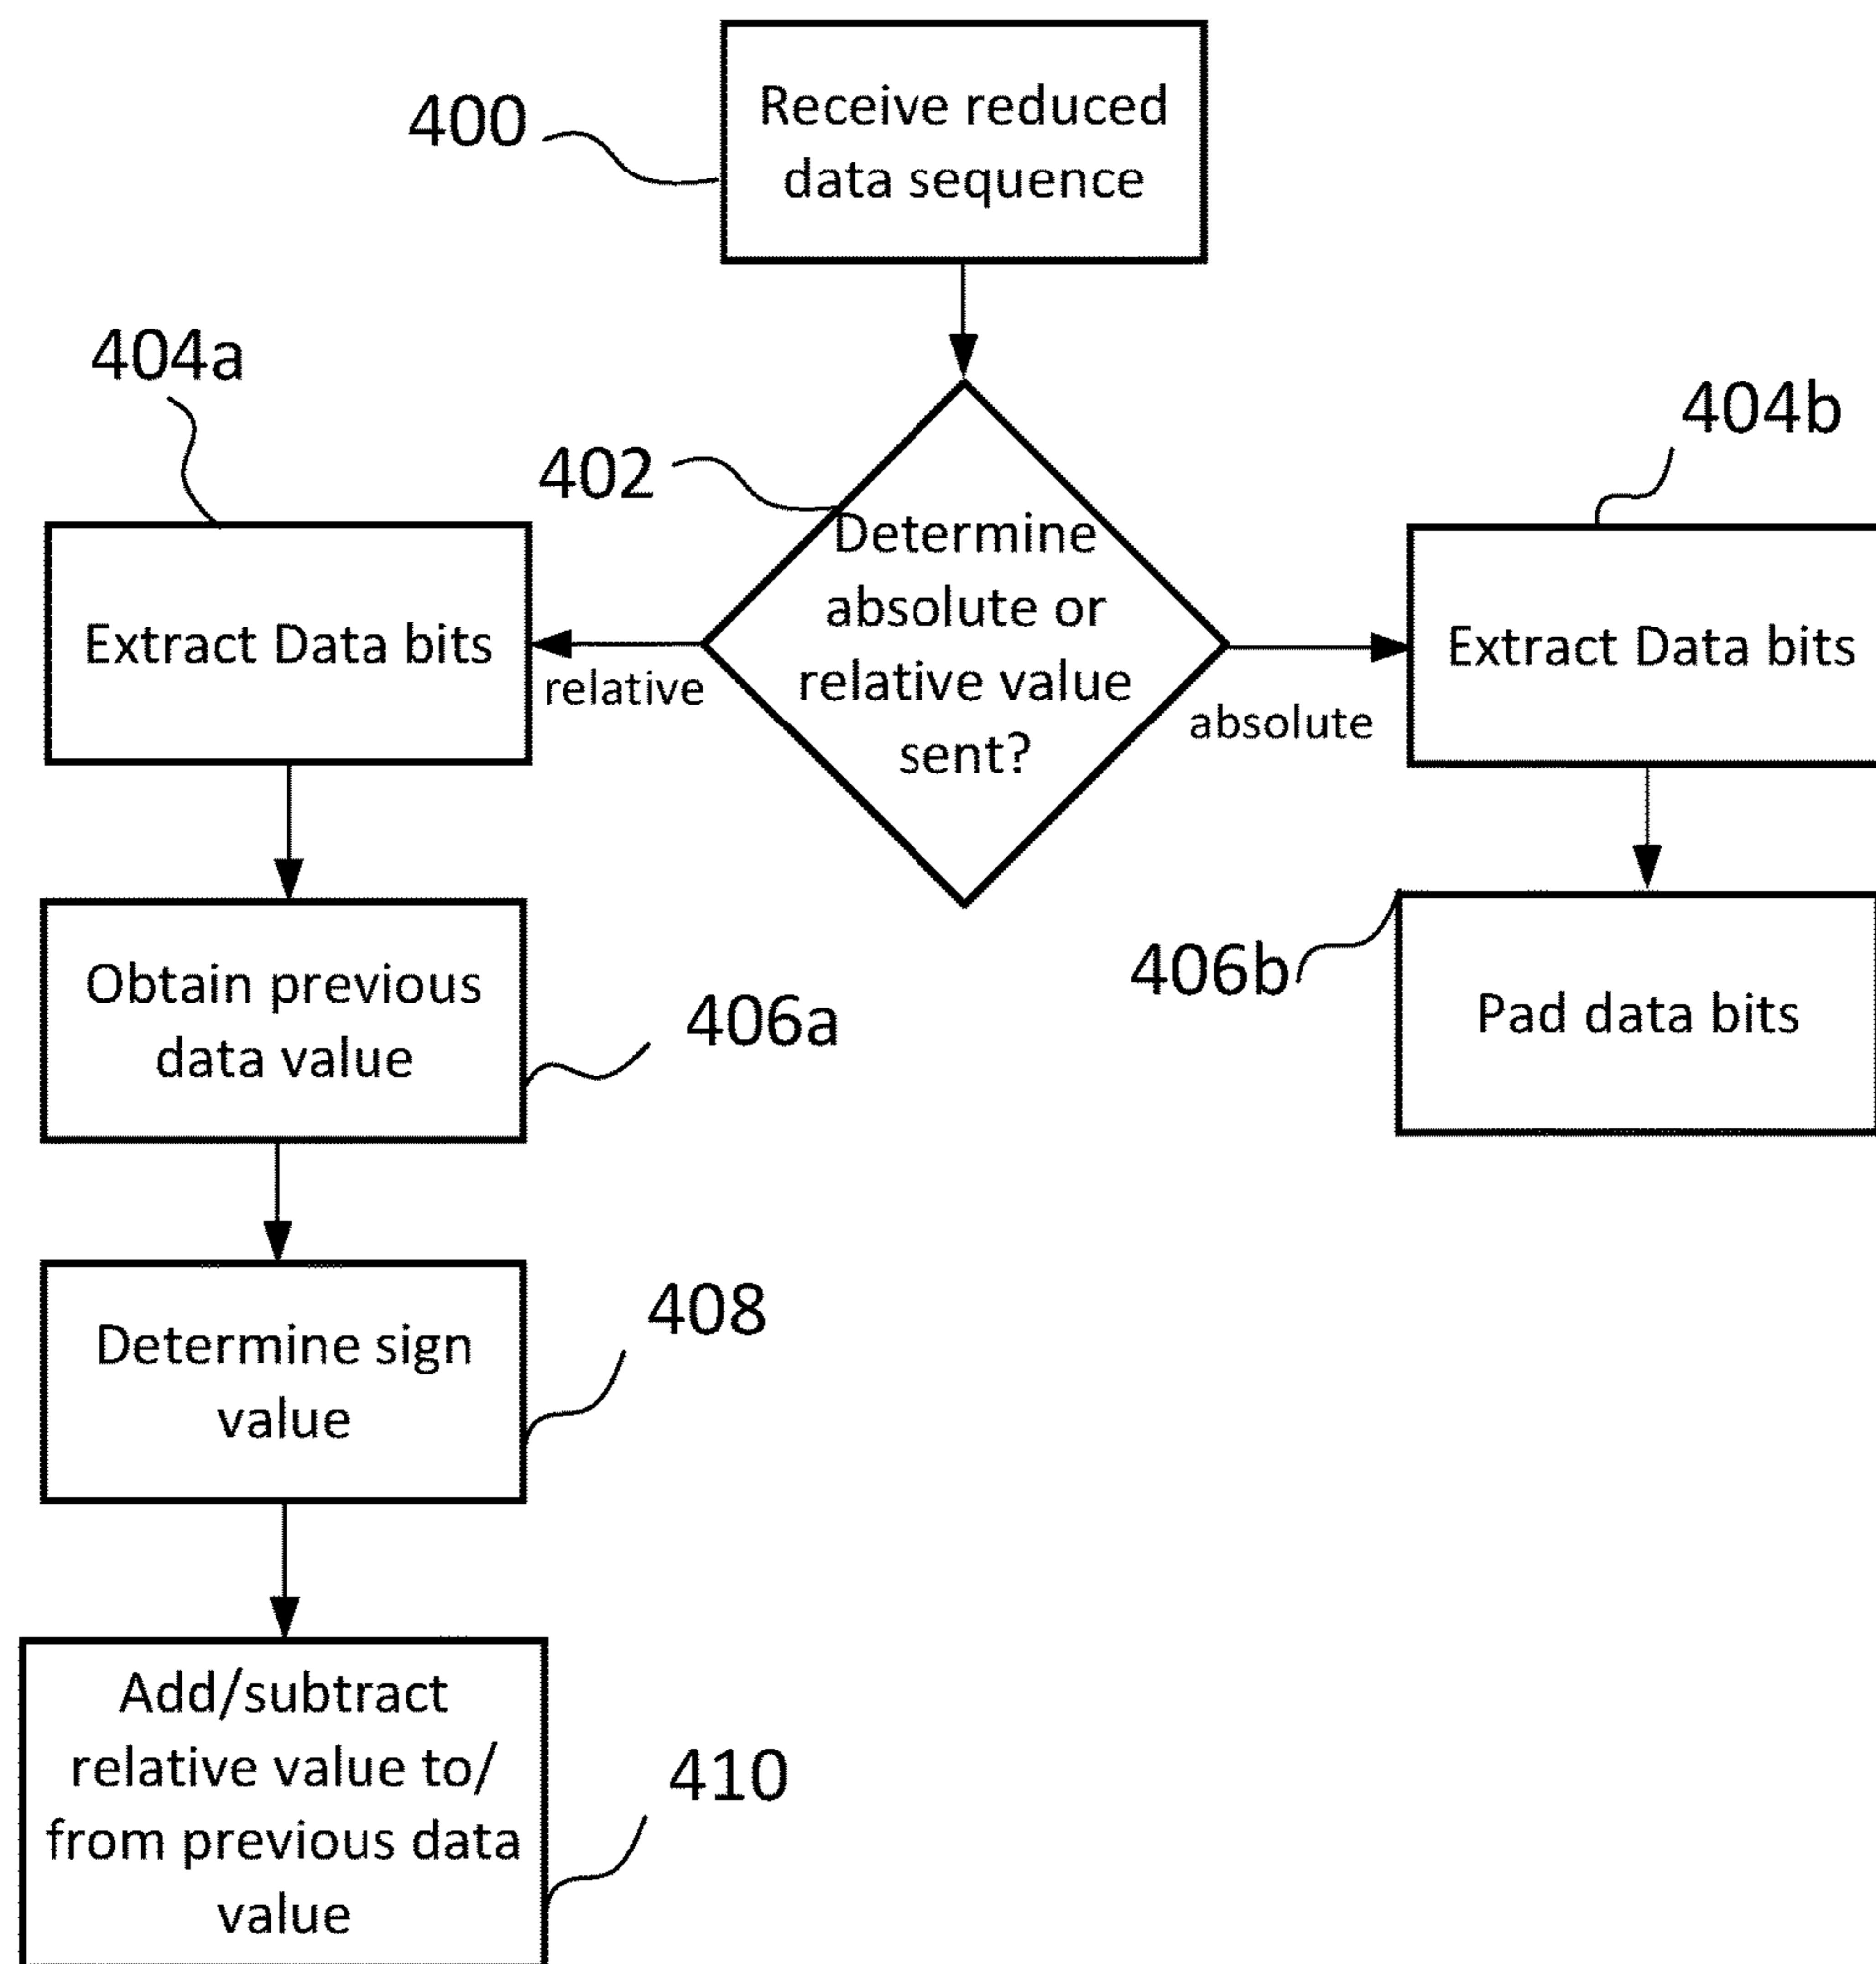 400
Receive reduced
data sequence
404a
402
404b
Determine
absolute or
relative value
sent?
Extract Data bits
relative
absolute
Extract Data bits
Obtain previous
data value
406a
406b
Pad data bits
Determine sign
value
408
Add/subtract
relative value to/
from previous data
value
410